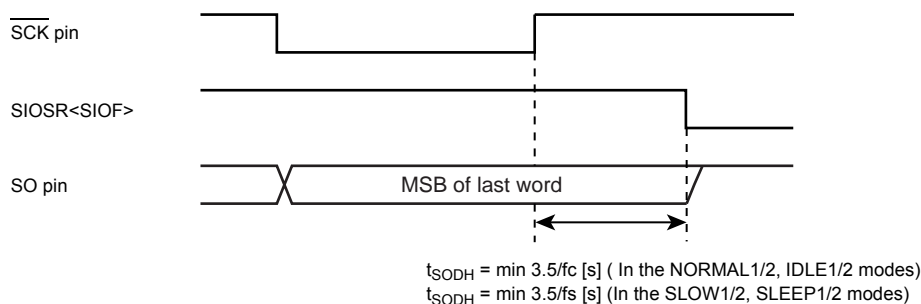 SCK pin
SIOSR<SIOF>
SO pin
MSB of last word
tSODH = min 3.5/fc [s] ( In the NORMAL1/2, IDLE1/2 modes)
tSODH = min 3.5/fs [s] (In the SLOW1/2, SLEEP1/2 modes)